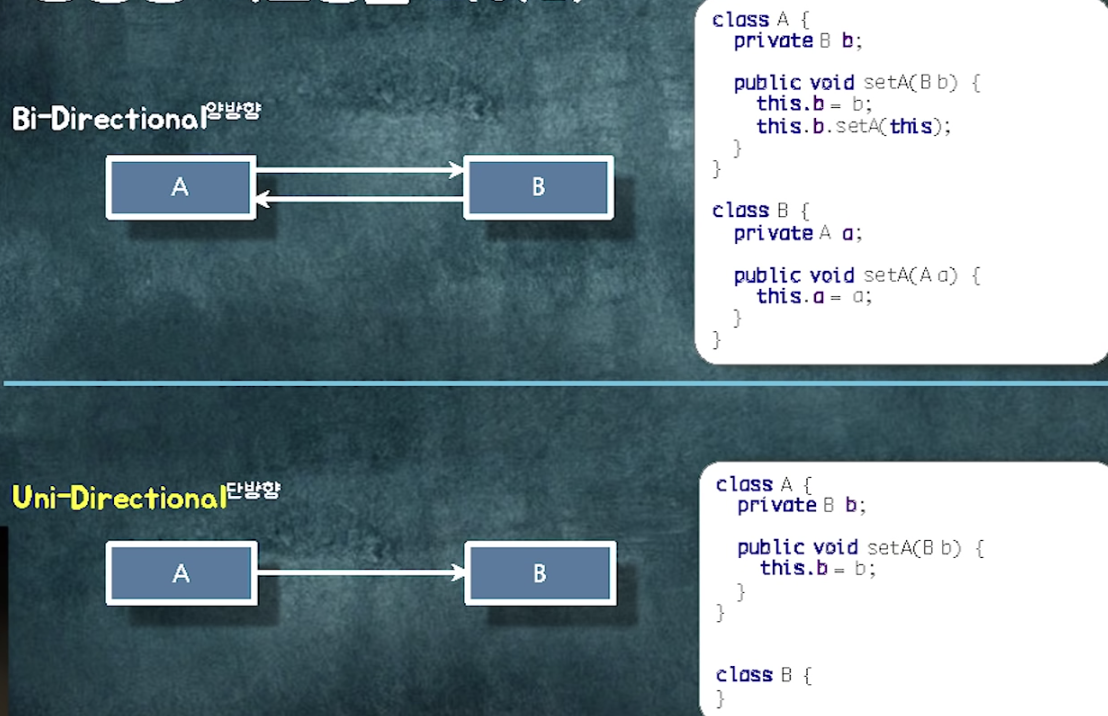 Bi-Directional양방향
A
B
class A {
private B b;
public void setA(B b) {
this.b = b;
this.b.setA(this);
}
}
class B {
private A a;
public void setA(A a) {
this.a = a;
}
}
Uni-Directional단방향
A
B
class A {
private B b;
public void setA(B b) {
this.b = b;
}
}
class B {
}